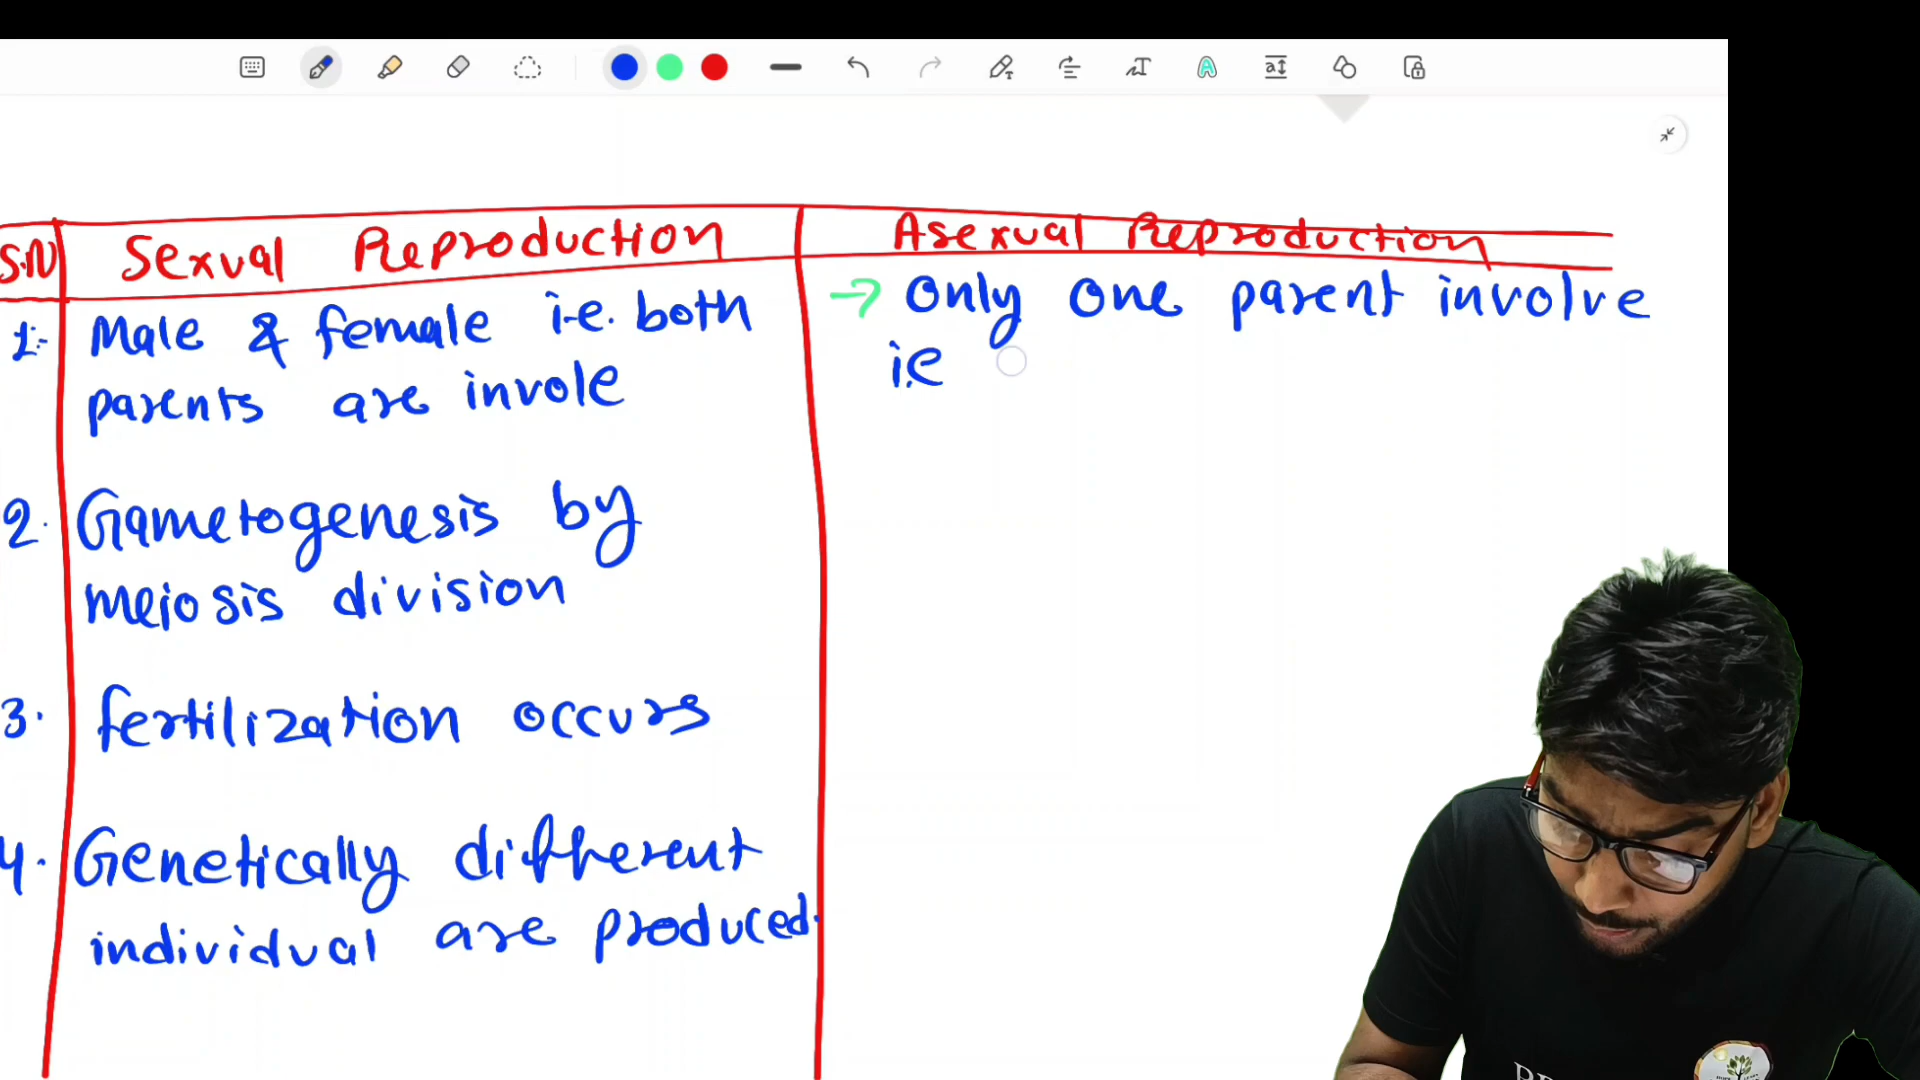 S.N Sexual Reproduction Asexual Reproduction
1:- Male & female i.e. both
parents are invole
→ Only one parent involve
i.e
2. Gametogenesis by
meiosis division
3. fertilization occurs
4. Genetically different
individual are produced.